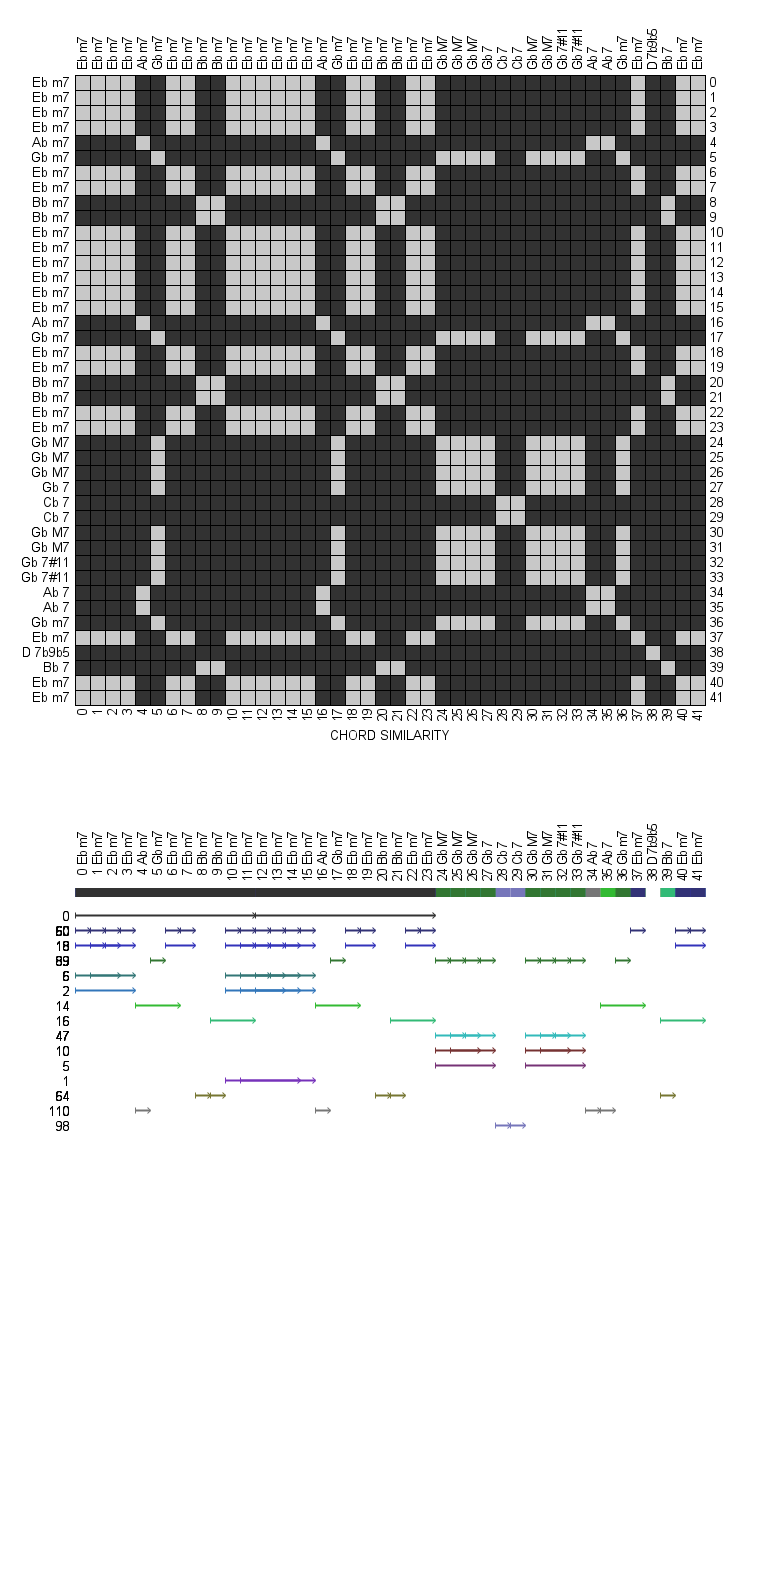 Eb m7 Eb m7 Eb m7 Eb m7 Ab m7 Gb m7 Eb m7 Eb m7 Bb m7 Bb m7 Eb m7 Eb m7 Eb m7 Eb m7 Eb m7 Eb m7 Ab m7 Gb m7 Eb m7 Eb m7 Bb m7 Bb m7 Eb m7 Eb m7 Gb M7 Gb M7 Gb M7 Gb 7 Cb 7 Cb 7 Gb M7 Gb M7 Gb 7#11 Gb 7#11 Ab 7 Ab 7 Gb m7 Eb m7 D 7b9b5 Bb 7 Eb m7 Eb m7
Eb m7 0
Eb m7 1
Eb m7 2
Eb m7 3
Ab m7 4
Gb m7 5
Eb m7 6
Eb m7 7
Bb m7 8
Bb m7 9
Eb m7 10
Eb m7 11
Eb m7 12
Eb m7 13
Eb m7 14
Eb m7 15
Ab m7 16
Gb m7 17
Eb m7 18
Eb m7 19
Bb m7 20
Bb m7 21
Eb m7 22
Eb m7 23
Gb M7 24
Gb M7 25
Gb M7 26
Gb 7 27
Cb 7 28
Cb 7 29
Gb M7 30
Gb M7 31
Gb 7#11 32
Gb 7#11 33
Ab 7 34
Ab 7 35
Gb m7 36
Eb m7 37
D 7b9b5 38
Bb 7 39
Eb m7 40
Eb m7 41
0 1 2 3 4 5 6 7 8 9 10 11 12 13 14 15 16 17 18 19 20 21 22 23 24 25 26 27 28 29 30 31 32 33 34 35 36 37 38 39 40 41
CHORD SIMILARITY
0 Eb m7 1 Eb m7 2 Eb m7 3 Eb m7 4 Ab m7 5 Gb m7 6 Eb m7 7 Eb m7 8 Bb m7 9 Bb m7 10 Eb m7 11 Eb m7 12 Eb m7 13 Eb m7 14 Eb m7 15 Eb m7 16 Ab m7 17 Gb m7 18 Eb m7 19 Eb m7 20 Bb m7 21 Bb m7 22 Eb m7 23 Eb m7 24 Gb M7 25 Gb M7 26 Gb M7 27 Gb 7 28 Cb 7 29 Cb 7 30 Gb M7 31 Gb M7 32 Gb 7#11 33 Gb 7#11 34 Ab 7 35 Ab 7 36 Gb m7 37 Eb m7 38 D 7b9b5 39 Bb 7 40 Eb m7 41 Eb m7
0
2
14
16
47
10
5
1
64
110
98